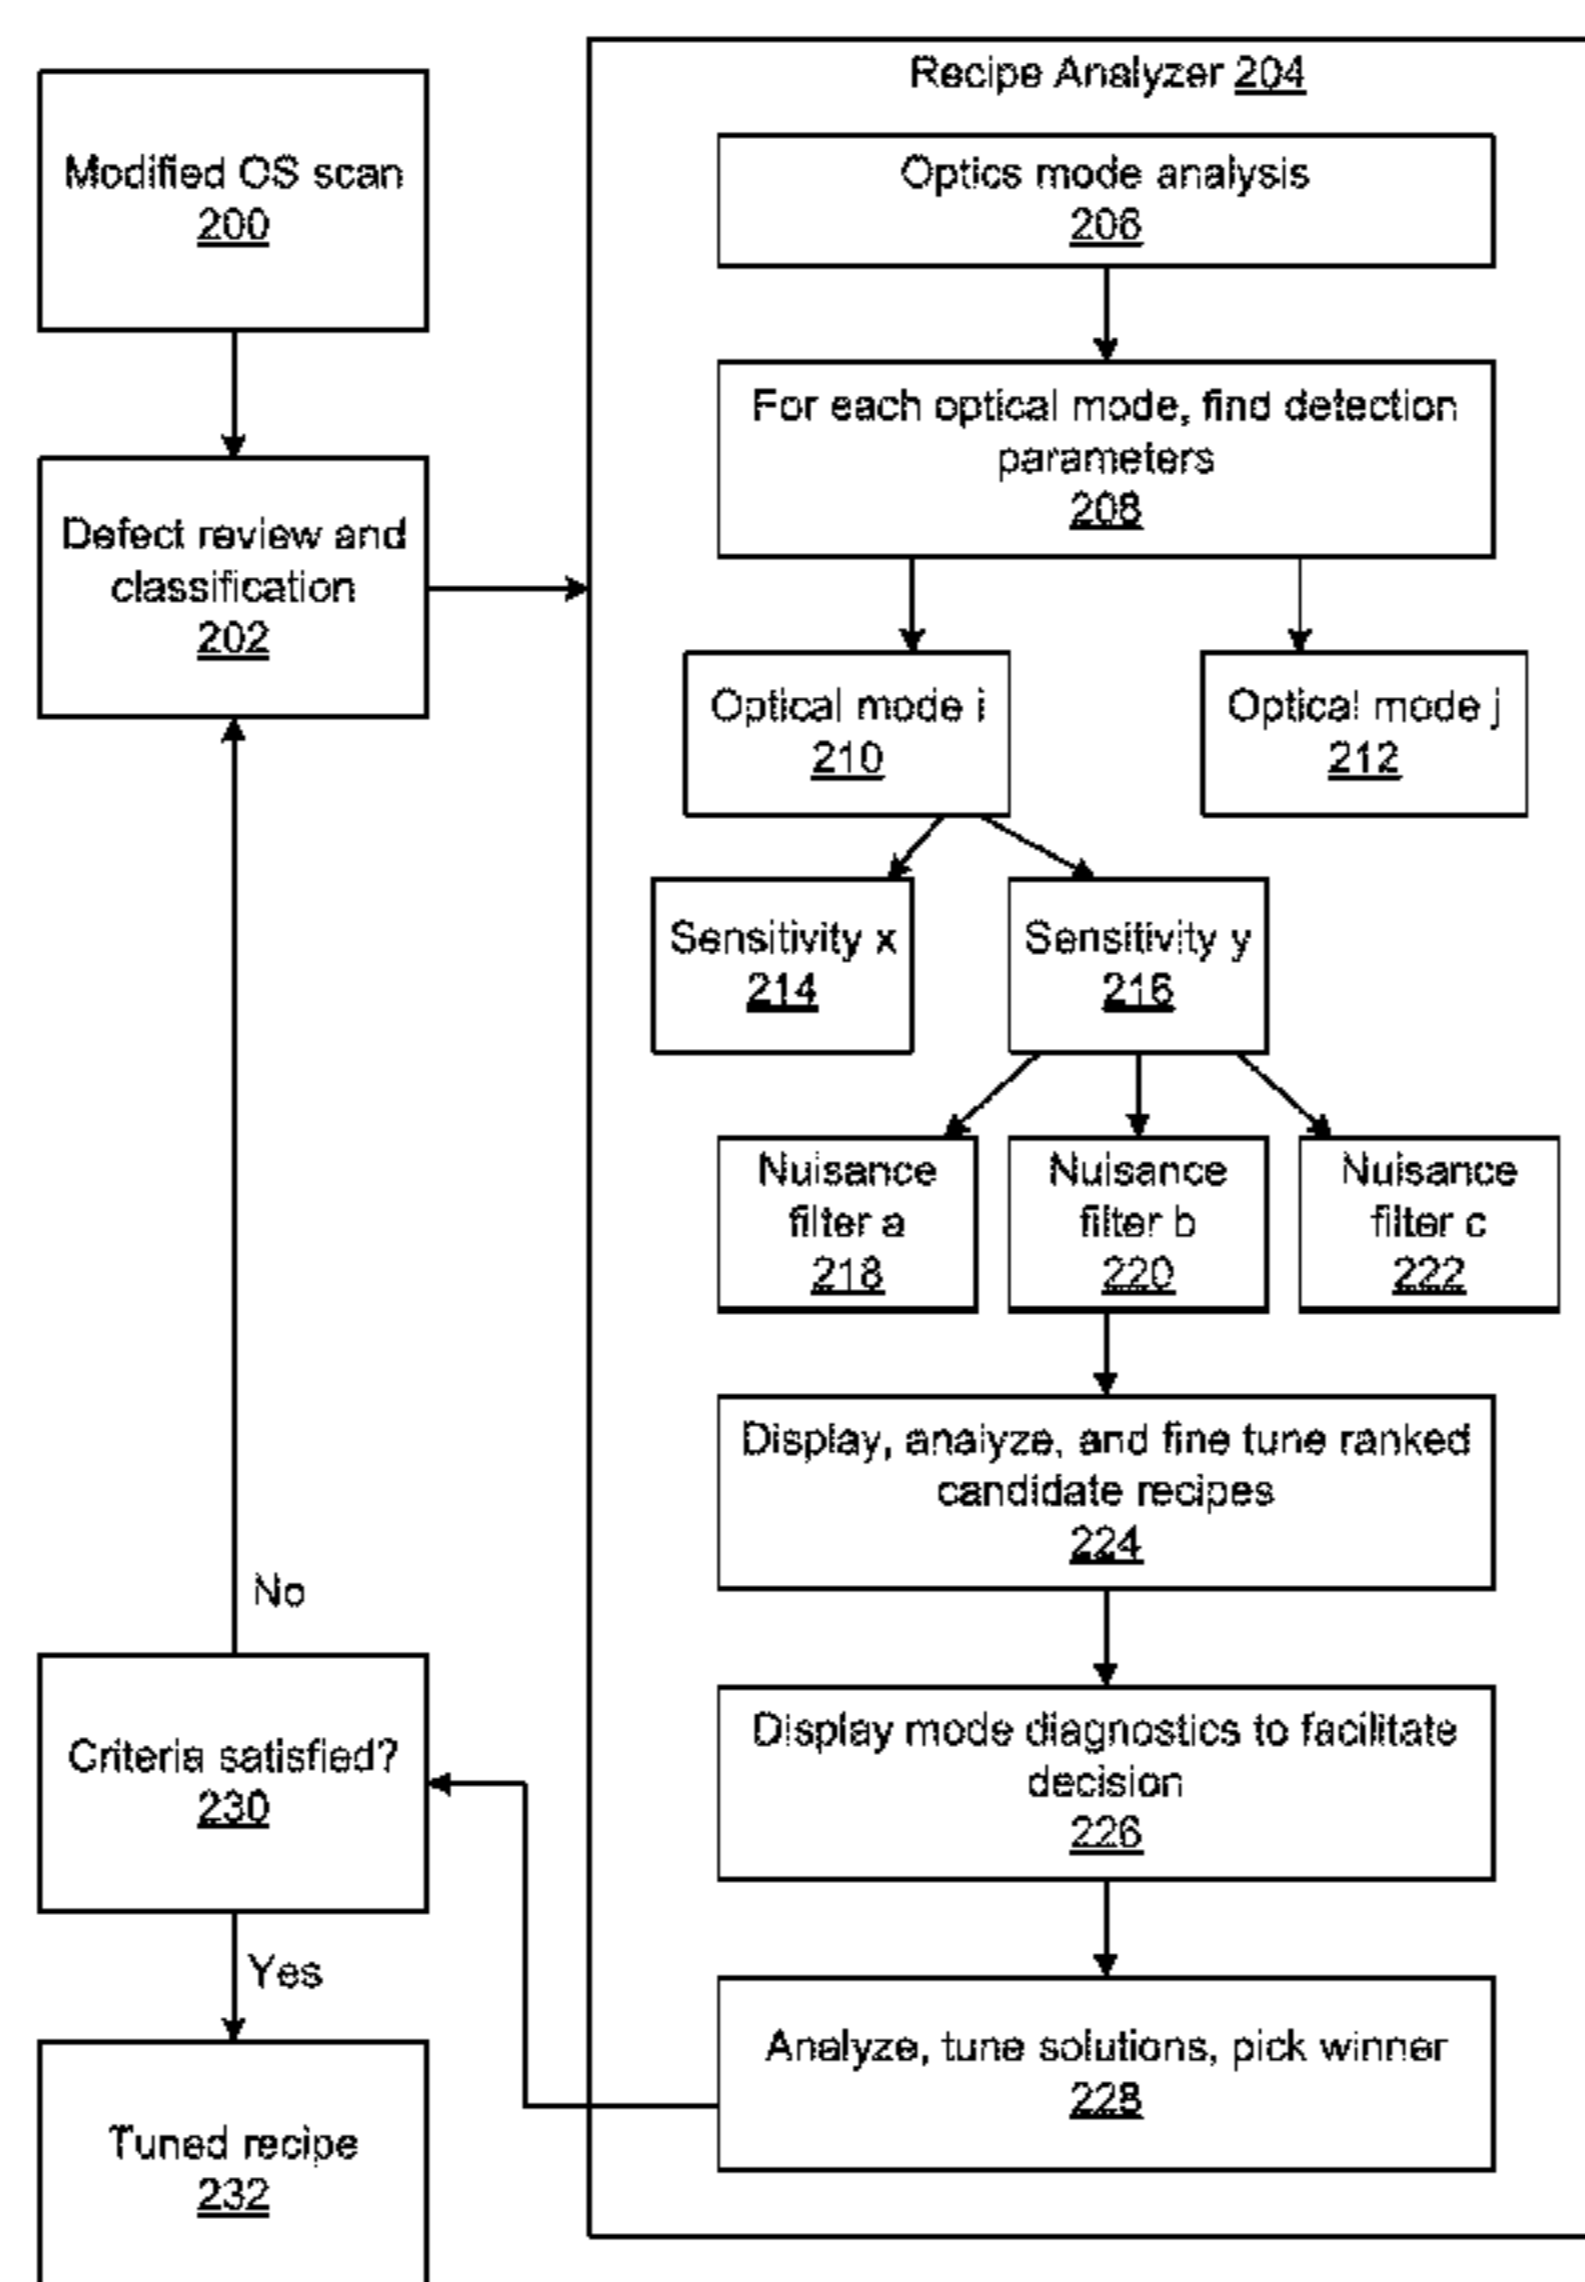 Modified OS scan
200
Defect review and
classification
202
Recipe Analyzer 204
Optics mode analysis
206
For each optical mode, find detection
parameters
208
Optical mode i
210
Optical mode j
212
Sensitivity x
214
Sensitivity y
216
Nuisance
filter a
218
Nuisance
filter b
220
Nuisance
filter c
222
Display, analyze, and fine tune ranked
candidate recipes
224
Display mode diagnostics to facilitate
decision
226
Analyze, tune solutions, pick winner
228
No
Criteria satisfied?
230
Yes
Tuned recipe
232